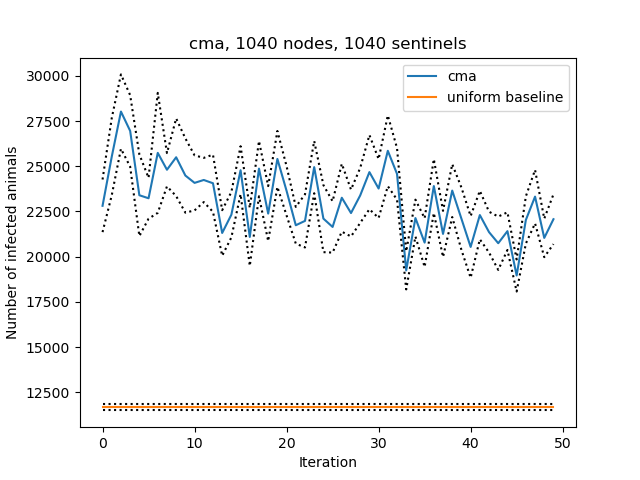 cma, 1040 nodes, 1040 sentinels
cma
uniform baseline
Number of infected animals
30000
27500
25000
22500
20000
17500
15000
12500
0
10
20
30
40
50
Iteration